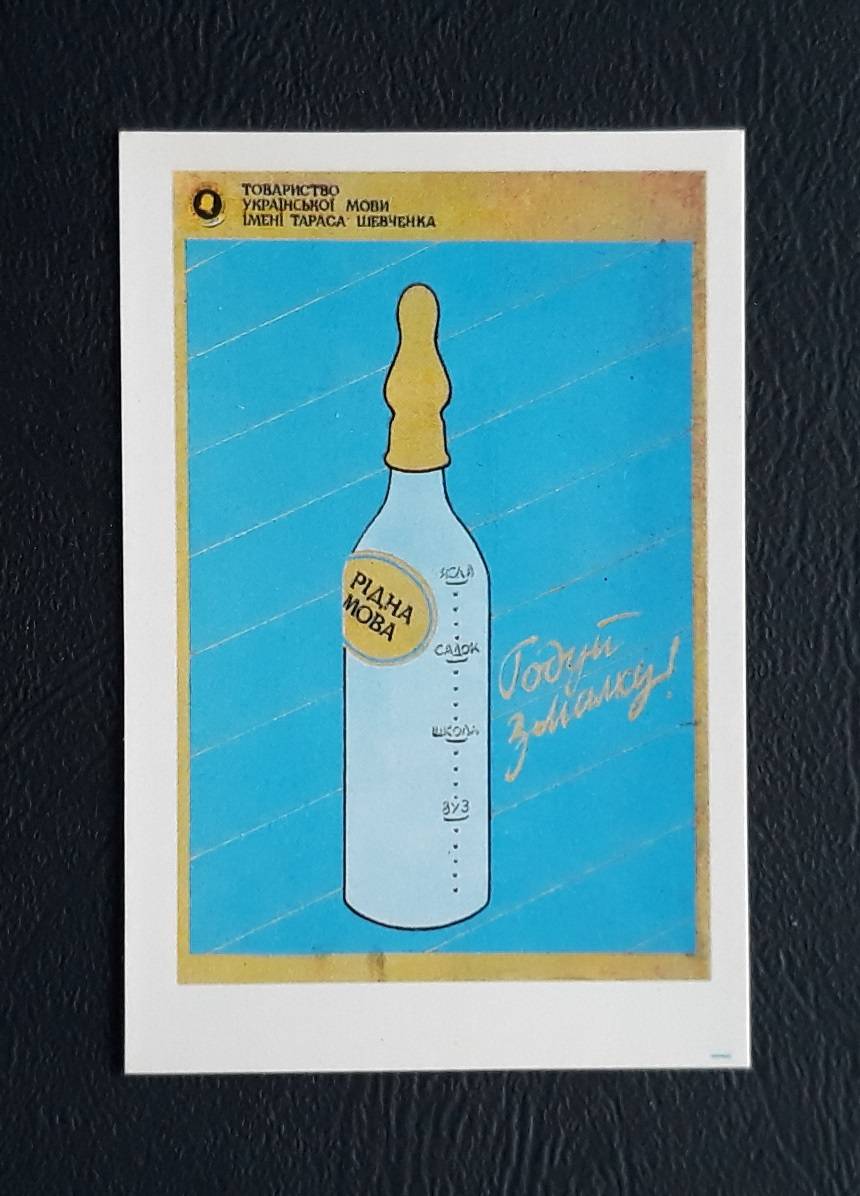 ТОВАРИСТВО
УКРАЇНСЬКОЇ МОВИ
ІМЕНІ ТАРАСА ШЕВЧЕНКА
РІДНА
МОВА
ЯСЛА
САДОК
ШКОЛА
ВУЗ
Годуй
змалку!